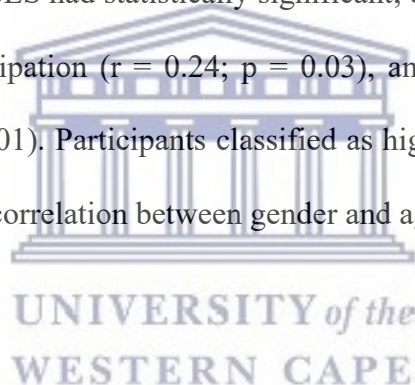 had statistically significant,
ipation (r = 0.24; p = 0.03), an
01). Participants classified as hig
correlation between gender and a
UNIVERSITY of the
WESTERN CAPE